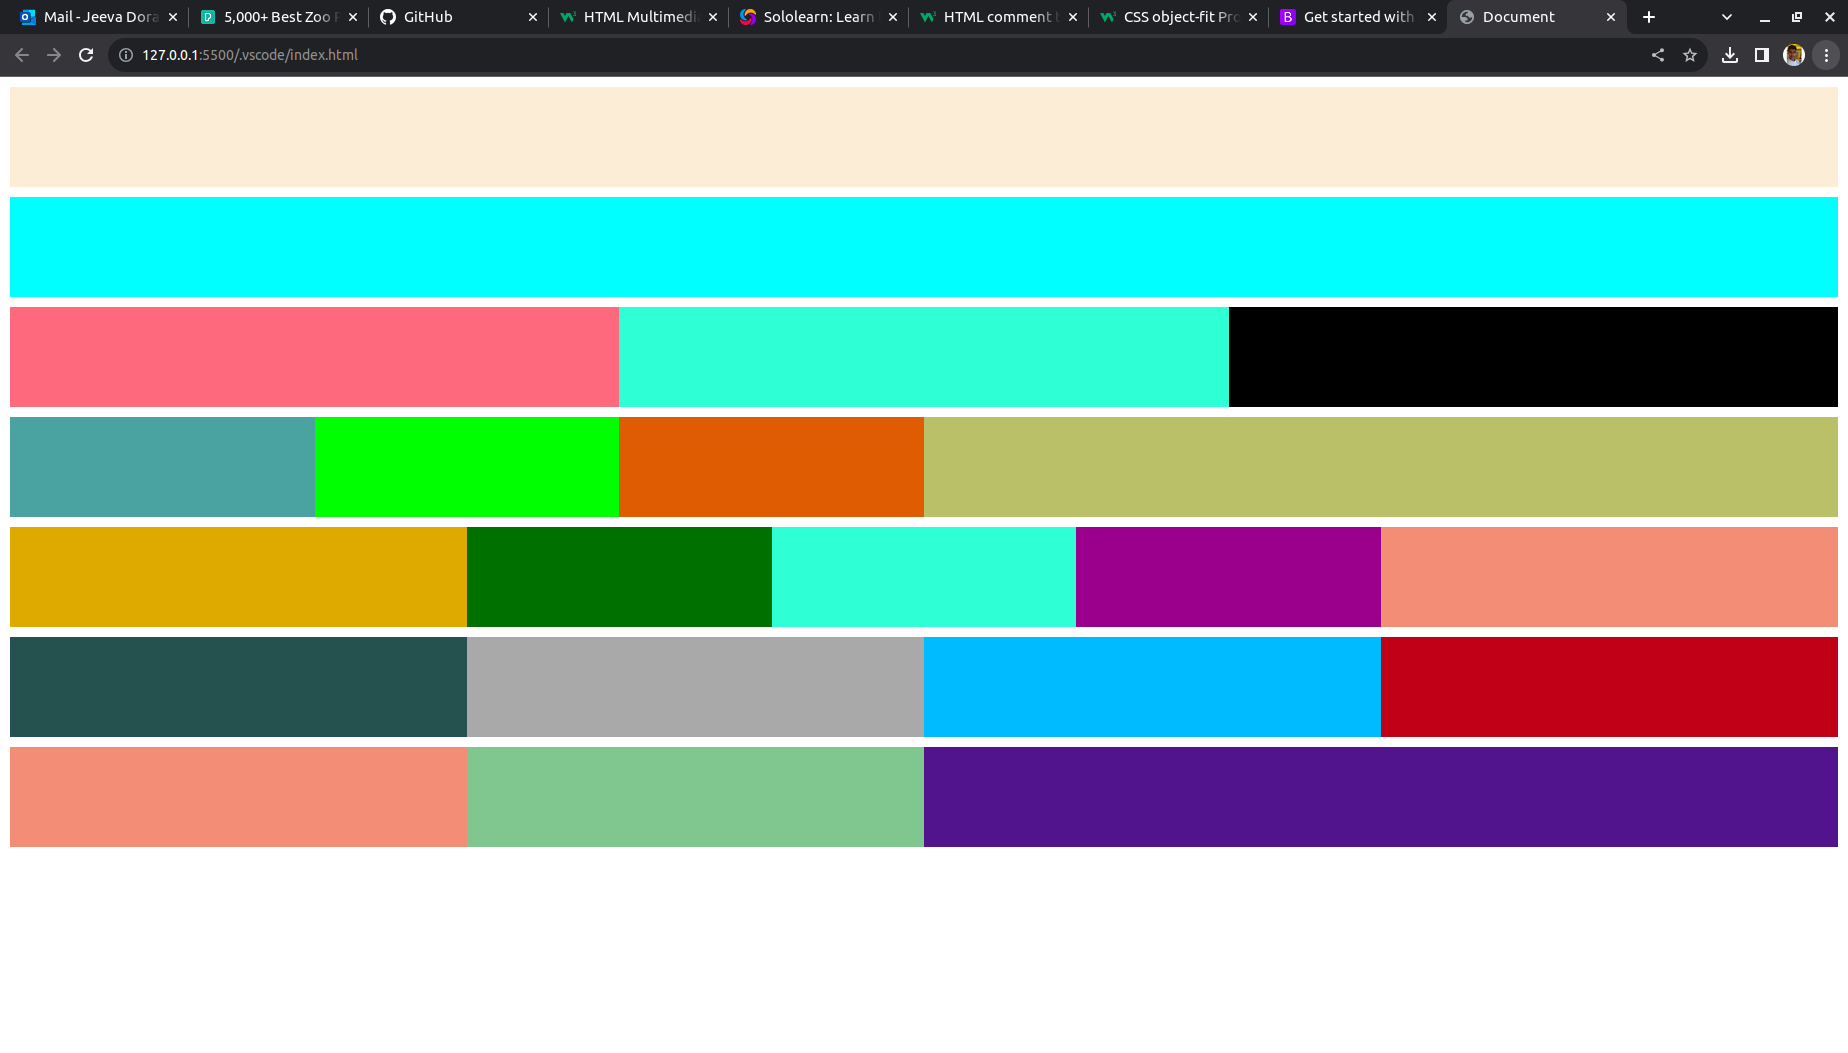 Mail - Jeeva Dora
5,000+ Best Zoo P
GitHub
HTML Multimedi
Sololearn: Learn
HTML comment t
CSS object-fit Pro
B Get started with
Document
127.0.0.1:5500/.vscode/index.html